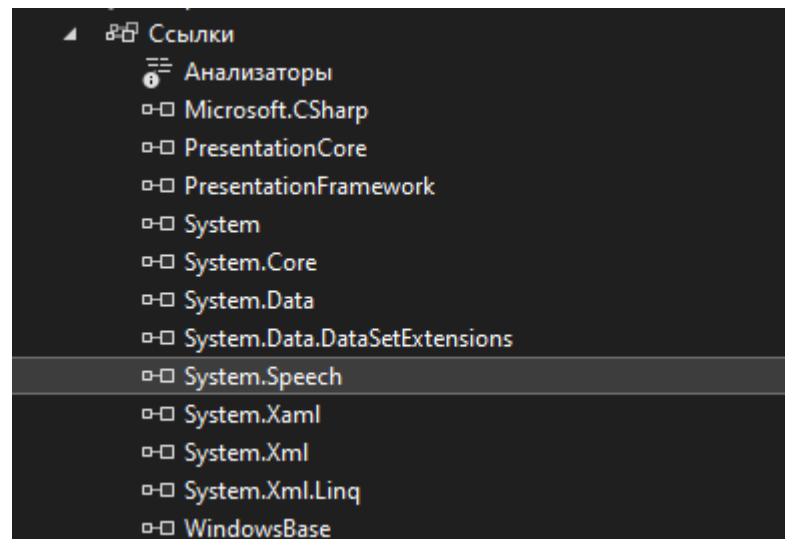 Ссылки
Анализаторы
Microsoft.CSharp
PresentationCore
PresentationFramework
System
System.Core
System.Data
System.Data.DataSetExtensions
System.Speech
System.Xaml
System.Xml
System.Xml.Linq
WindowsBase